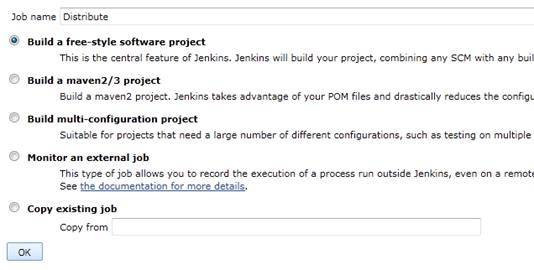 Job name Distribute
Build a free-style software project
This is the central feature of Jenkins. Jenkins will build your project, combining any SCM with any
Build a maven2/3 project
Build a maven2 project. Jenkins takes advantage of your POM files and drastically reduces the
Build multi-configuration project
Suitable for projects that need a large number of different configurations, such as testing on multiple
Monitor an external job
This type of job allows you to record the execution of a process run outside Jenkins, even on a
See the documentation for more details.
Copy existing job
Copy from
OK